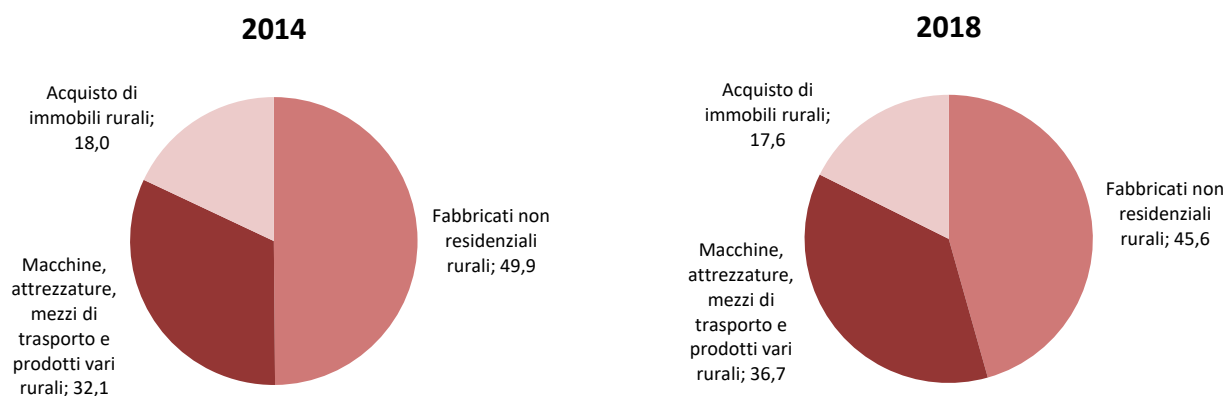 2014
Acquisto di
immobili rurali;
18,0
Fabbricati non
residenziali
rurali; 49,9
Macchine,
attrezzature,
mezzi di
trasporto e
prodotti vari
rurali; 32,1
2018
Acquisto di
immobili rurali;
17,6
Fabbricati non
residenziali
rurali; 45,6
Macchine,
attrezzature,
mezzi di
trasporto e
prodotti vari
rurali; 36,7